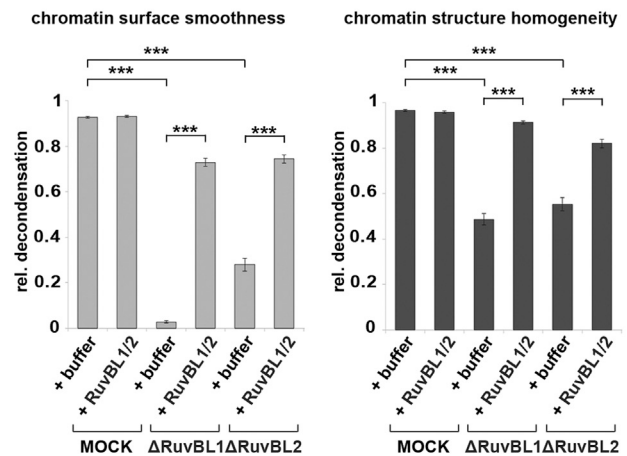 chromatin surface smoothness
***
***
*** ***
rel. decondensation
1
0.8
0.6
0.4
0.2
0
+ buffer
+ RuvBL1/2
+ buffer
+ RuvBL1/2
+ buffer
+ RuvBL1/2
MOCK ΔRuvBL1 ΔRuvBL2
chromatin structure homogeneity
***
***
*** ***
rel. decondensation
1
0.8
0.6
0.4
0.2
0
+ buffer
+ RuvBL1/2
+ buffer
+ RuvBL1/2
+ buffer
+ RuvBL1/2
MOCK ΔRuvBL1 ΔRuvBL2